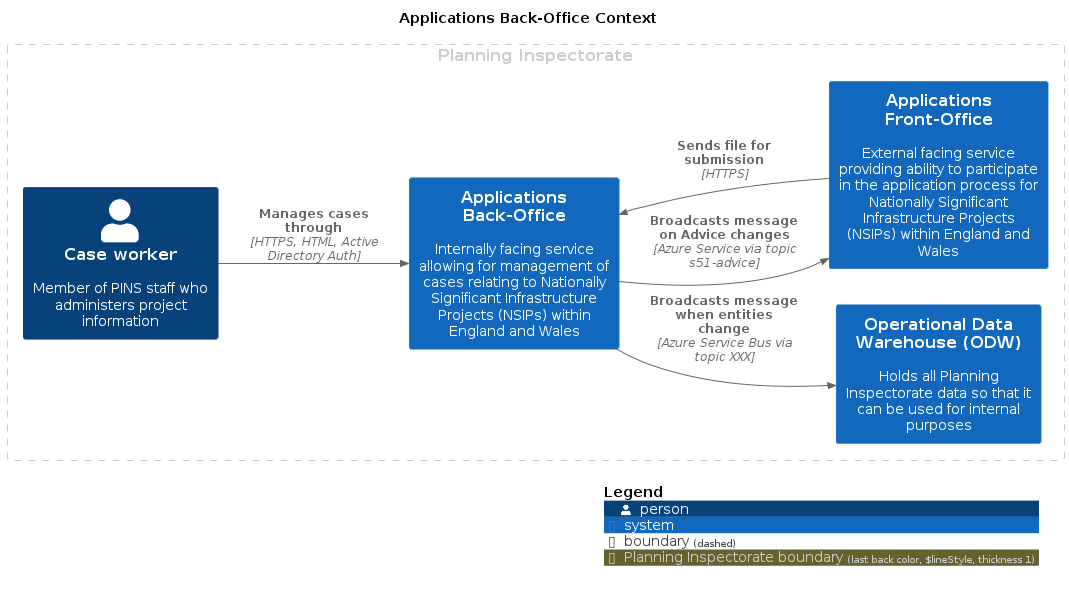 Applications Back-Office Context
Planning Inspectorate
Case worker
Member of PINS staff who
administers project
information
Manages cases
through
[HTTPS, HTML, Active
Directory Auth]
Applications
Back-Office
Internally facing service
allowing for management of
cases relating to Nationally
Significant Infrastructure
Projects (NSIPs) within
England and Wales
Sends file for
submission
[HTTPS]
Broadcasts message
on Advice changes
[Azure Service via topic
s51-advice]
Broadcasts message
when entities
change
[Azure Service Bus via
topic XXX]
Applications
Front-Office
External facing service
providing ability to participate
in the application process for
Nationally Significant
Infrastructure Projects
(NSIPs) within England and
Wales
Operational Data
Warehouse (ODW)
Holds all Planning
Inspectorate data so that it
can be used for internal
purposes
Legend
person
system
boundary (dashed)
Planning Inspectorate boundary (last back color, $lineStyle, thickness 1)